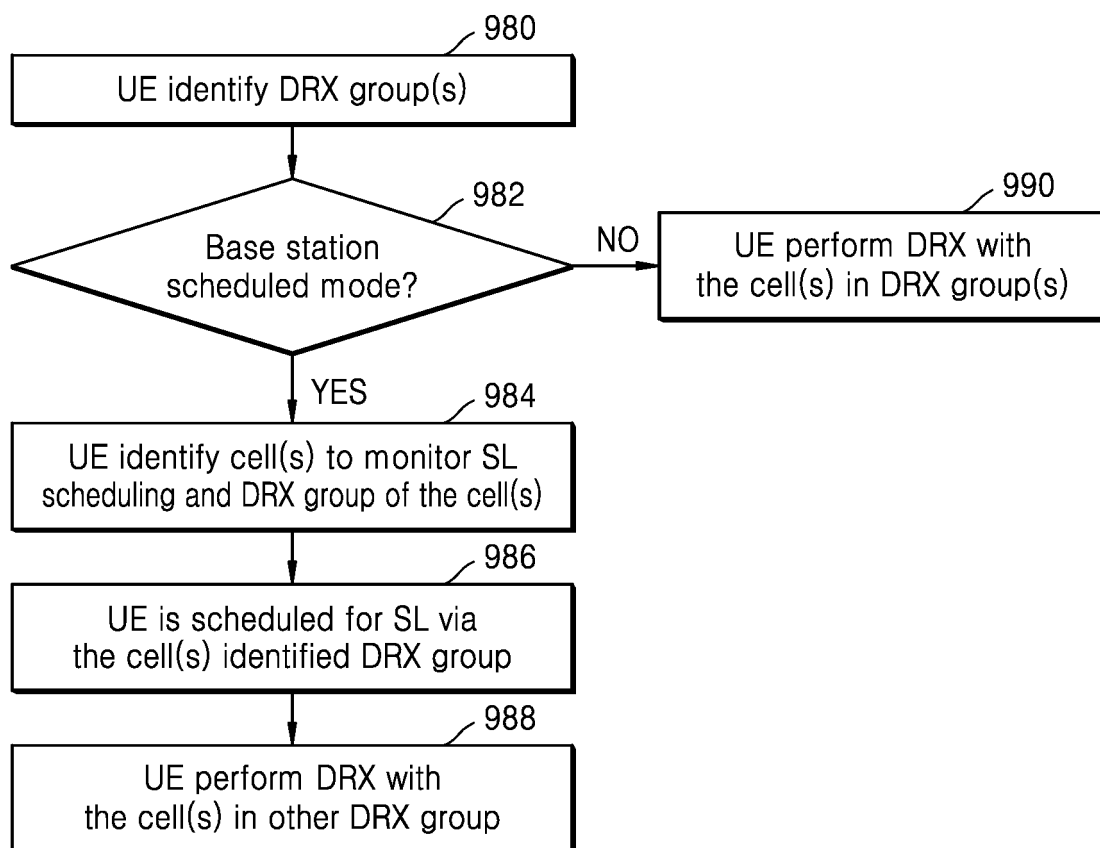 980
UE identify DRX group(s)
982
Base station
scheduled mode?
NO
990
UE perform DRX with
the cell(s) in DRX group(s)
YES
984
UE identify cell(s) to monitor SL
scheduling and DRX group of the cell(s)
986
UE is scheduled for SL via
the cell(s) identified DRX group
988
UE perform DRX with
the cell(s) in other DRX group